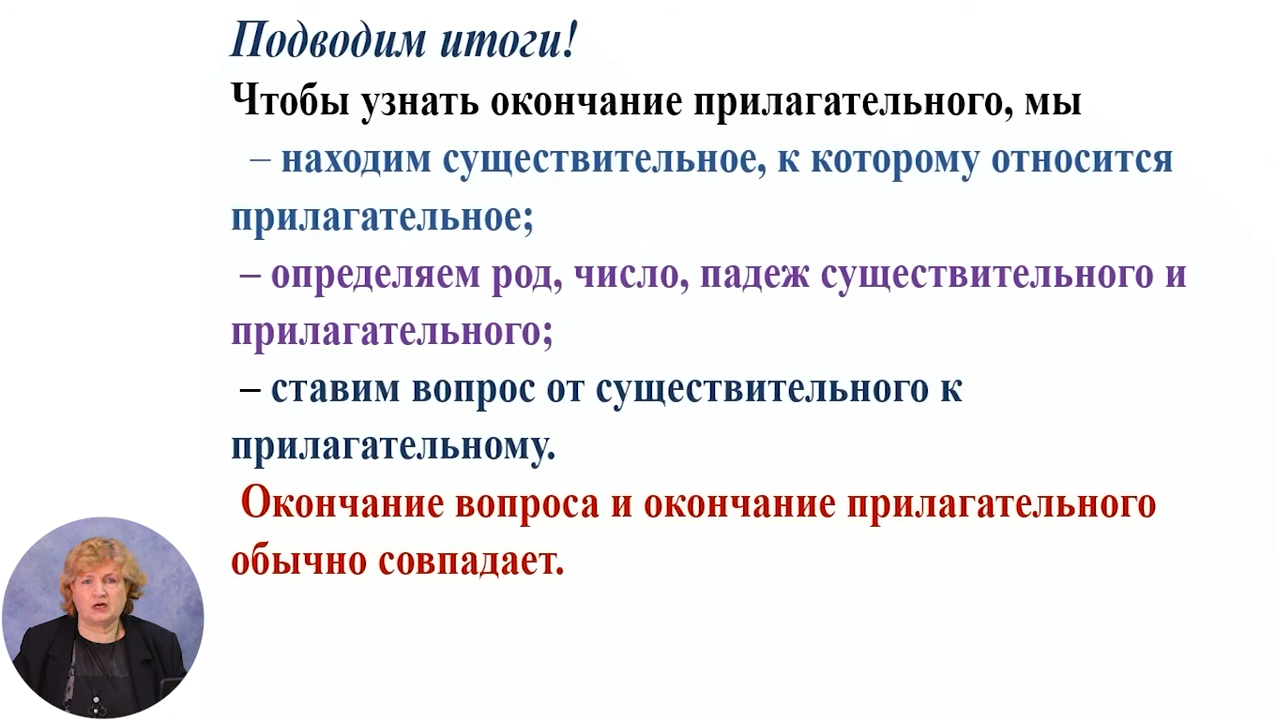 Подводим итоги!
Чтобы узнать окончание прилагательного, мы
– находим существительное, к которому относится
прилагательное;
– определяем род, число, падеж существительного и
прилагательного;
– ставим вопрос от существительного к
прилагательному.
Окончание вопроса и окончание прилагательного
обычно совпадает.